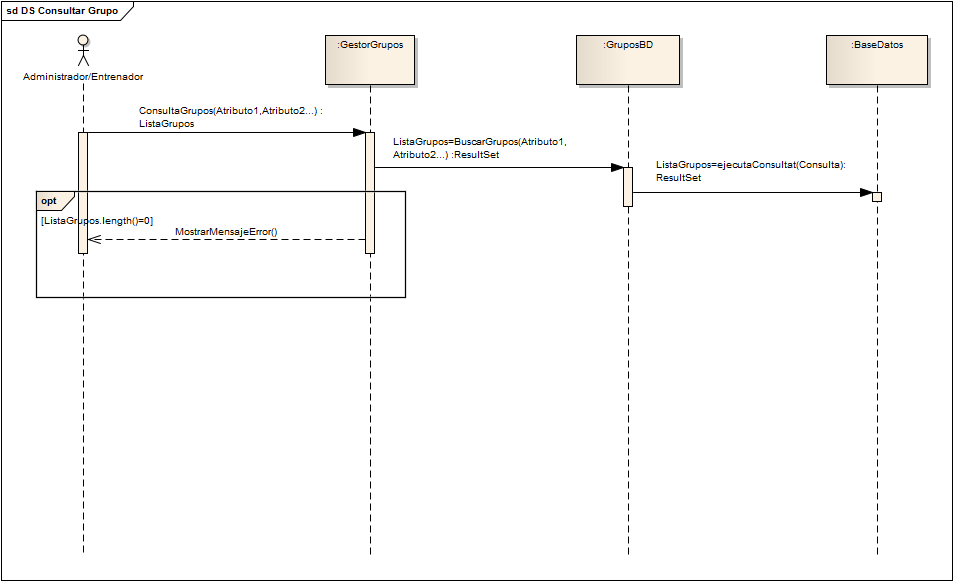 sd DS Consultar Grupo
Administrador/Entrenador
:GestorGrupos
:GruposBD
:BaseDatos
ConsultaGrupos(Atributo1,Atributo2...) :
ListaGrupos
ListaGrupos=BuscarGrupos(Atributo1,
Atributo2...) :ResultSet
ListaGrupos=ejecutaConsultat(Consulta):
ResultSet
opt
[ListaGrupos.length()=0]
MostrarMensajeError()